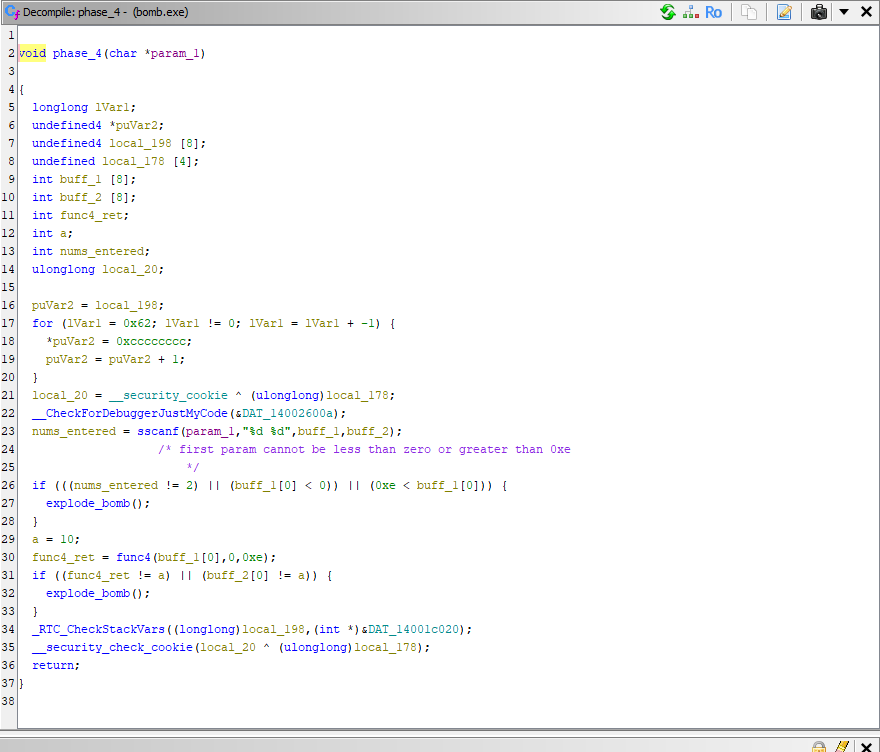 Decompile: phase_4 - (bomb.exe)
Ro
1
2 void phase_4(char *param_1)
3
4 {
5 longlong lVar1;
6 undefined4 *puVar2;
7 undefined4 local_198 [8];
8 undefined local_178 [4];
9 int buff_1 [8];
10 int buff_2 [8];
11 int func4_ret;
12 int a;
13 int nums_entered;
14 ulonglong local_20;
15
16 puVar2 = local_198;
17 for (lVar1 = 0x62; lVar1 != 0; lVar1 = lVar1 + -1) {
18 *puVar2 = 0xcccccccc;
19 puVar2 = puVar2 + 1;
20 }
21 local_20 = __security_cookie ^ (ulonglong)local_178;
22 __CheckForDebuggerJustMyCode(&DAT_14002600a);
23 nums_entered = sscanf(param_1,"%d %d",buff_1,buff_2);
24 /* first param cannot be less than zero or greater than 0xe
25 */
26 if (((nums_entered != 2) || (buff_1[0] < 0)) || (0xe < buff_1[0])) {
27 explode_bomb();
28 }
29 a = 10;
30 func4_ret = func4(buff_1[0],0,0xe);
31 if ((func4_ret != a) || (buff_2[0] != a)) {
32 explode_bomb();
33 }
34 _RTC_CheckStackVars((longlong)local_198,(int *)&DAT_14001c020);
35 __security_check_cookie(local_20 ^ (ulonglong)local_178);
36 return;
37 }
38